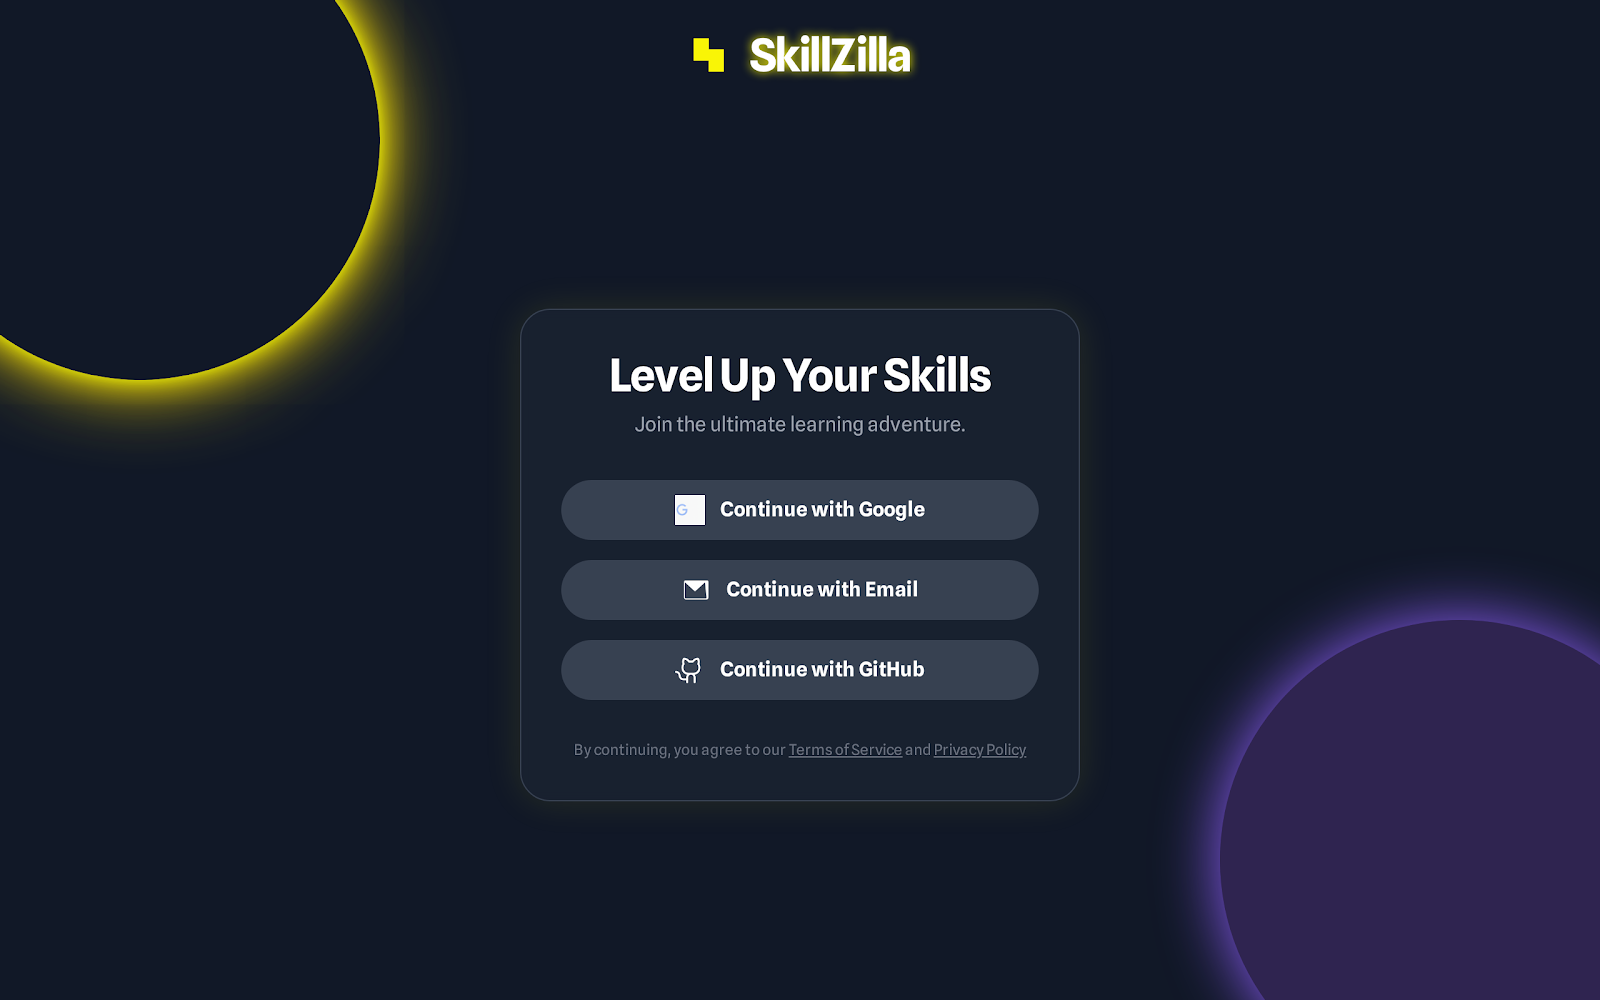 SkillZilla
Level Up Your Skills
Join the ultimate learning adventure.
G Continue with Google
Continue with Email
Continue with GitHub
By continuing, you agree to our Terms of Service and Privacy Policy